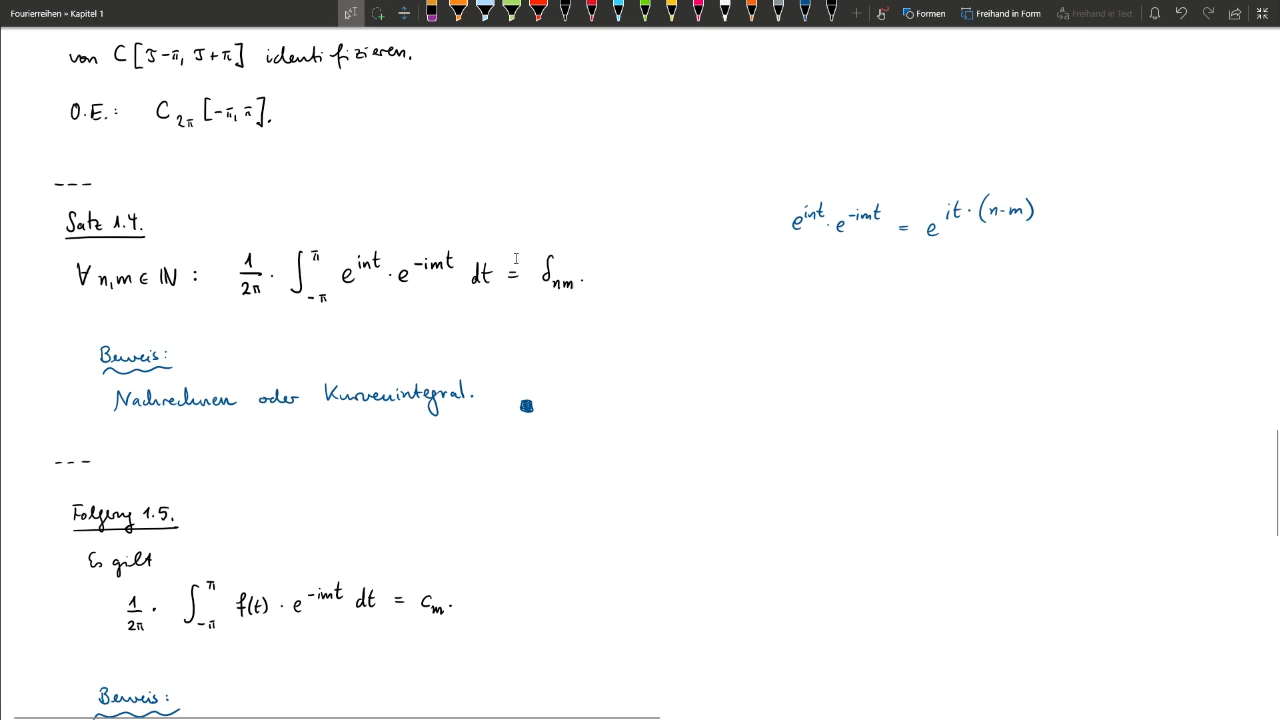 Fourierreihen » Kapitel 1
Formen
Freihand in Form
Freihand in Text
von C[J-π, J+π] identifizieren.
O.E.: C_{2π}[-π, π].
---
Satz 1.4.
∀ n,m ∈ ℕ : 1/2π · ∫_{-π}^{π} e^{int} · e^{-imt} dt = δ_{nm}.
e^{int} · e^{-imt} = e^{it·(n-m)}
Beweis:
Nachrechnen oder Kurvenintegral.
---
Folgerung 1.5.
Es gilt
1/2π · ∫_{-π}^{π} f(t) · e^{-imt} dt = c_m.
Beweis: